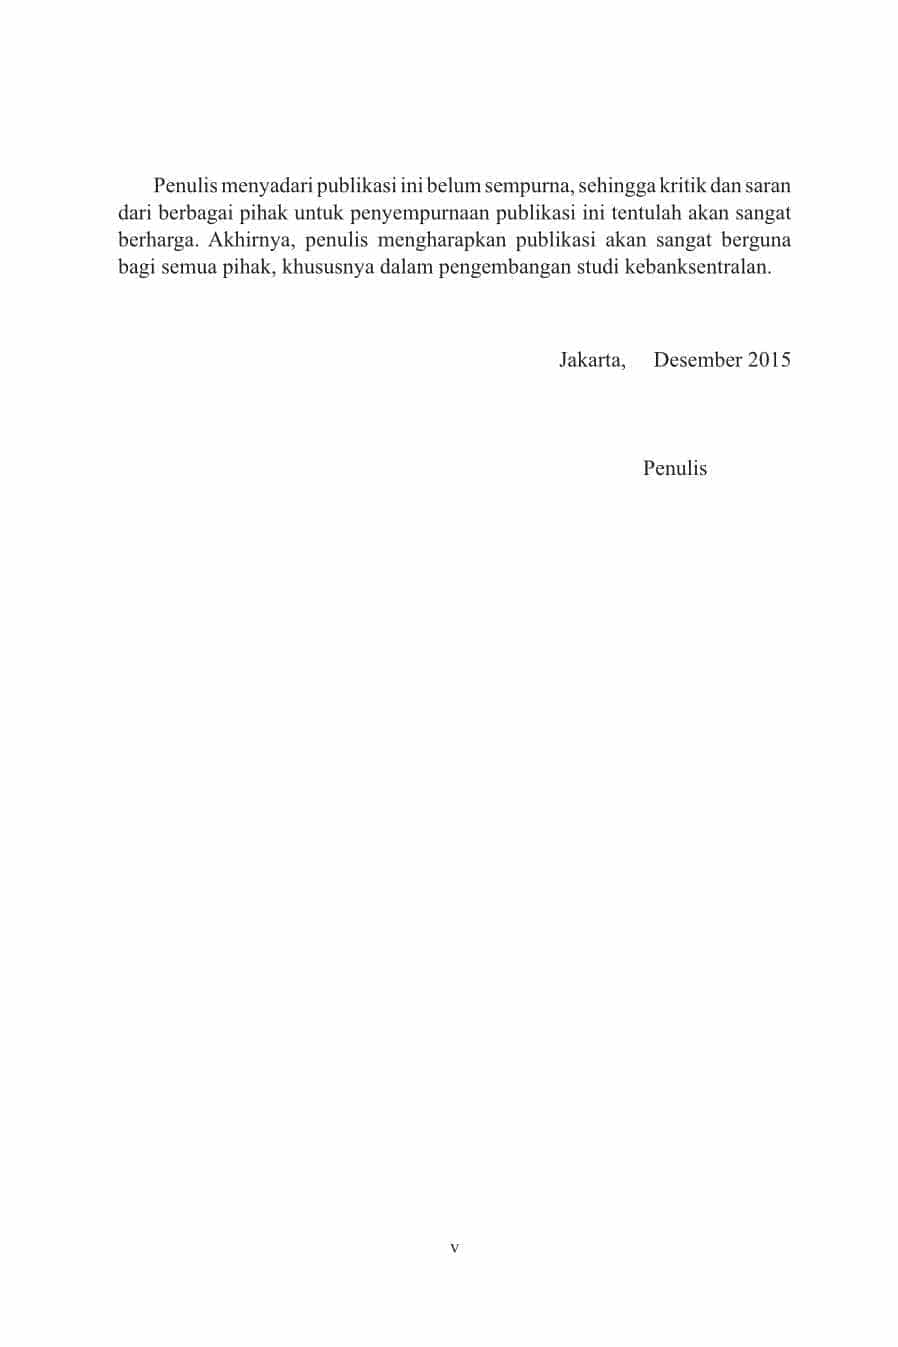 Penulis menyadari publikasi ini belum sempurna, sehingga kritik dan saran
dari berbagai pihak untuk penyempurnaan publikasi ini tentulah akan sangat
berharga. Akhirnya, penulis mengharapkan publikasi akan sangat berguna
bagi semua pihak, khususnya dalam pengembangan studi kebanksentralan.
Jakarta, Desember 2015
Penulis
v